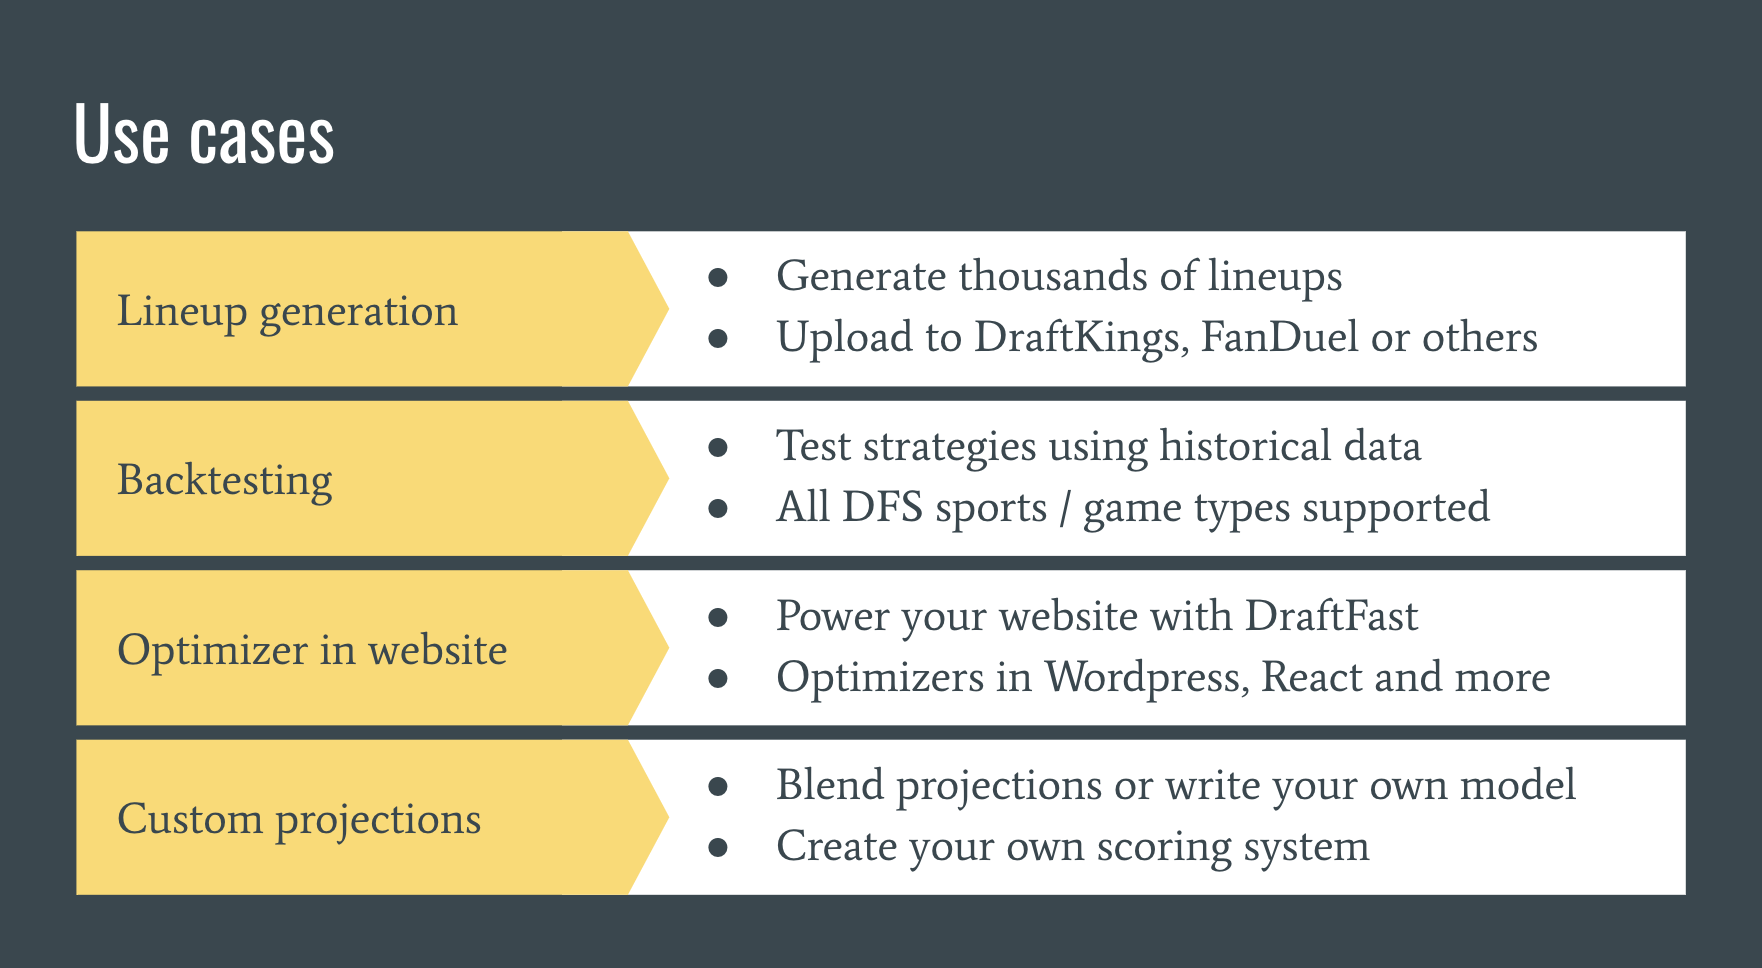 Use cases
Lineup generation
● Generate thousands of lineups
● Upload to DraftKings, FanDuel or others
Backtesting
● Test strategies using historical data
● All DFS sports / game types supported
Optimizer in website
● Power your website with DraftFast
● Optimizers in Wordpress, React and more
Custom projections
● Blend projections or write your own model
● Create your own scoring system